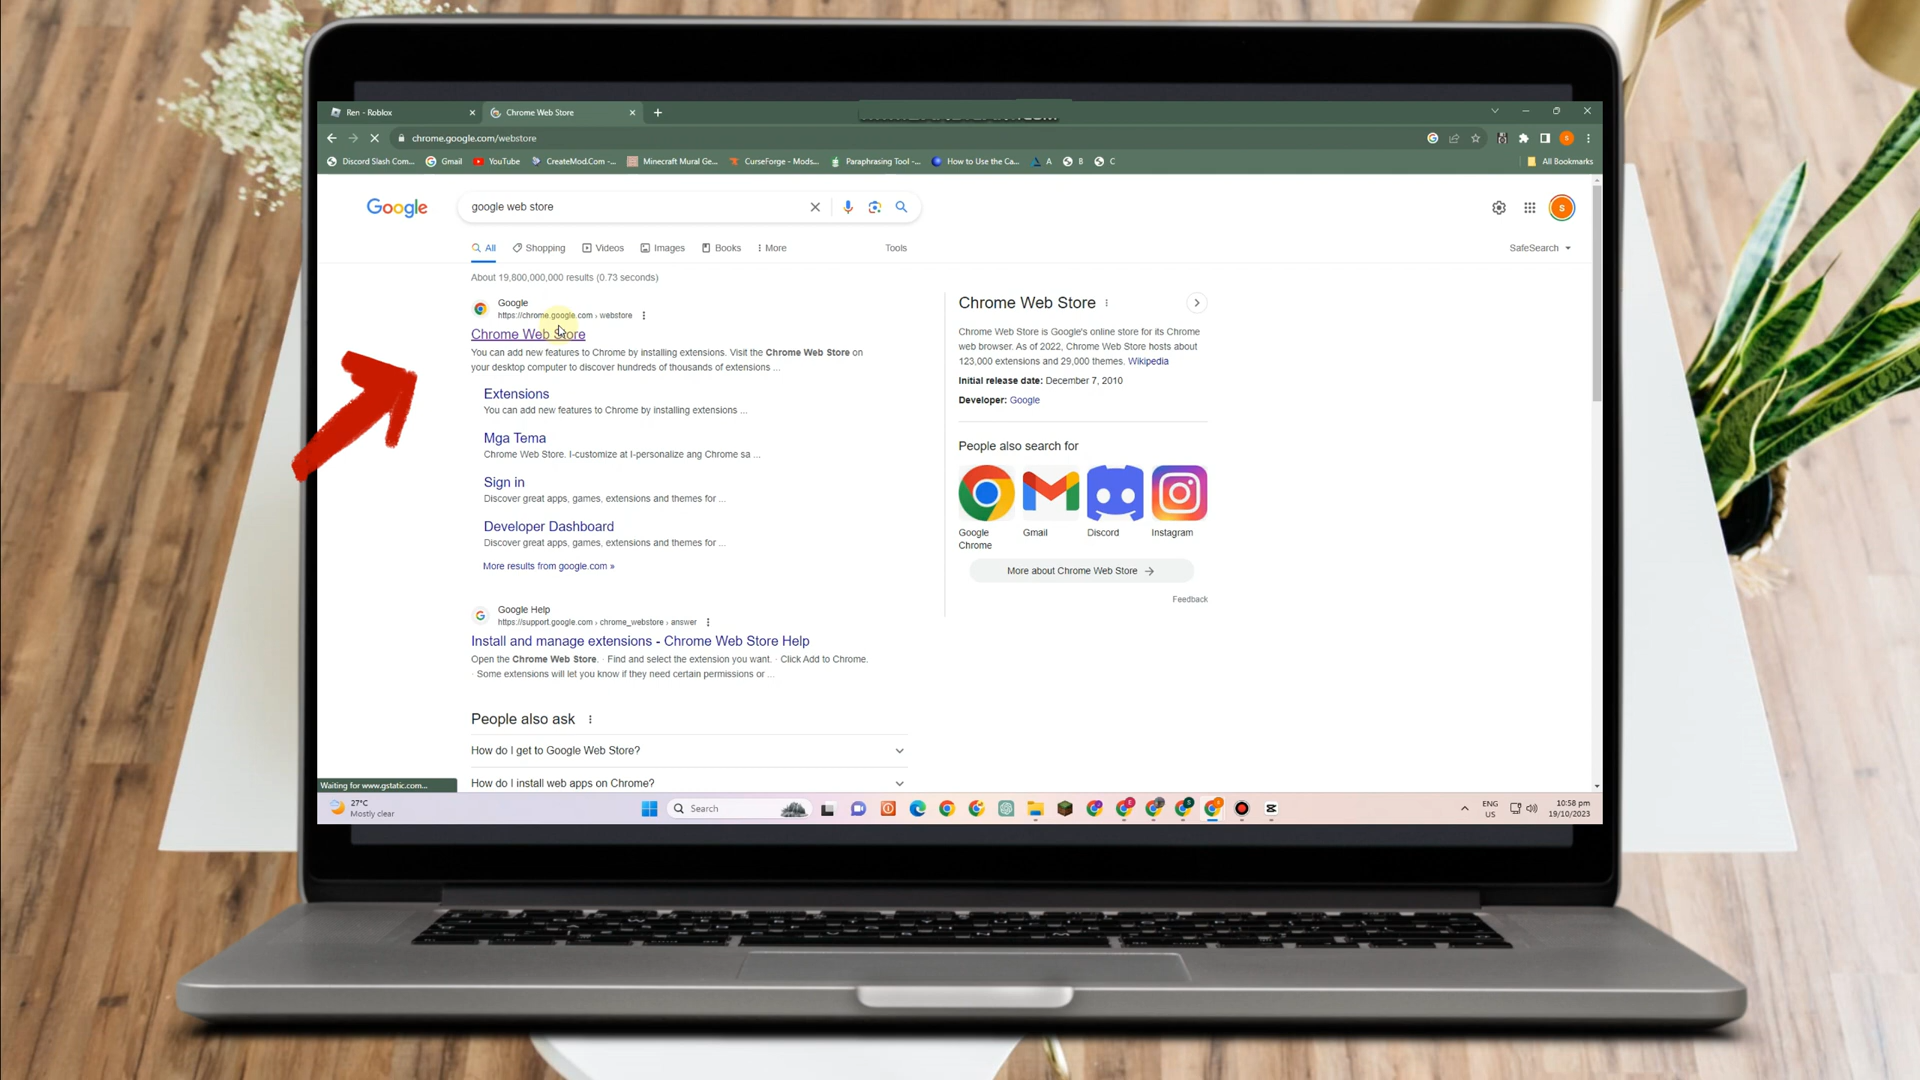 Ren - Roblox
Chrome Web Store
chrome.google.com/webstore
Discord Slash Com...
Gmail
YouTube
CreateMod.Com -...
Minecraft Mural Ge...
CurseForge - Mods...
Paraphrasing Tool -...
How to Use the Ca...
A
B
C
All Bookmarks
Google
google web store
S
All
Shopping
Videos
Images
Books
More
Tools
SafeSearch
About 19,800,000,000 results (0.73 seconds)
Google
https://chrome.google.com › webstore
Chrome Web Store
You can add new features to Chrome by installing extensions. Visit the Chrome Web Store on
your desktop computer to discover hundreds of thousands of extensions ...
Extensions
You can add new features to Chrome by installing extensions ...
Mga Tema
Chrome Web Store. I-customize at I-personalize ang Chrome sa ...
Sign in
Discover great apps, games, extensions and themes for ...
Developer Dashboard
Discover great apps, games, extensions and themes for ...
More results from google.com »
Google Help
https://support.google.com › chrome_webstore › answer
Install and manage extensions - Chrome Web Store Help
Open the Chrome Web Store. · Find and select the extension you want. · Click Add to Chrome.
· Some extensions will let you know if they need certain permissions or ...
People also ask
How do I get to Google Web Store?
How do I install web apps on Chrome?
Chrome Web Store
Chrome Web Store is Google's online store for its Chrome
web browser. As of 2022, Chrome Web Store hosts about
123,000 extensions and 29,000 themes. Wikipedia
Initial release date: December 7, 2010
Developer: Google
People also search for
Google
Chrome
Gmail
Discord
Instagram
More about Chrome Web Store
Feedback
Waiting for www.gstatic.com...
27°C
Mostly clear
Search
ENG
US
10:58 pm
19/10/2023